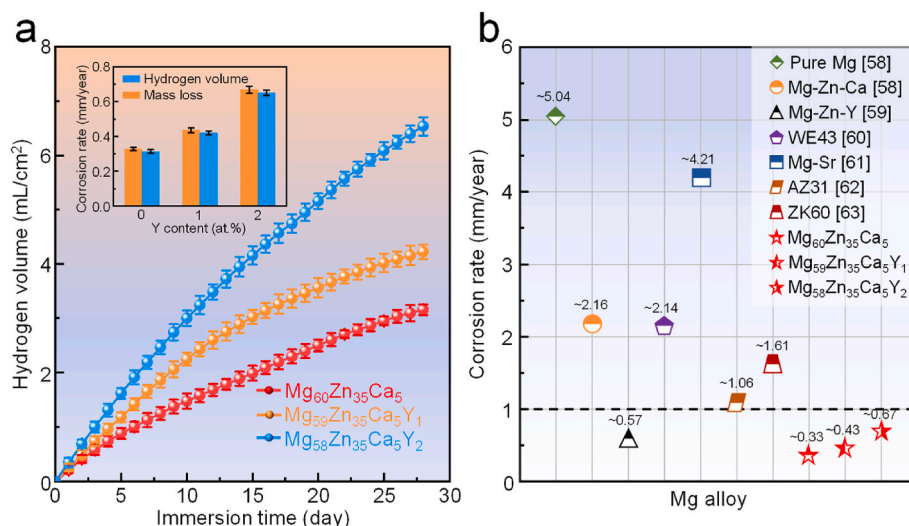 a
8
6
4
2
0
0
5
10
15
20
25
30
Hydrogen volume (mL/cm²)
Immersion time (day)
0.8
0.6
0.4
0.2
0.0
0
1
2
Corrosion rate (mm/year)
Y content (at.%)
Hydrogen volume
Mass loss
Mg₆₀Zn₃₅Ca₅
Mg₅₉Zn₃₅Ca₅Y₁
Mg₅₈Zn₃₅Ca₅Y₂
b
6
5
4
3
2
1
0
Corrosion rate (mm/year)
Mg alloy
~5.04
~2.16
~0.57
~2.14
~4.21
~1.06
~1.61
~0.33
~0.43
~0.67
Pure Mg [58]
Mg-Zn-Ca [58]
Mg-Zn-Y [59]
WE43 [60]
Mg-Sr [61]
AZ31 [62]
ZK60 [63]
Mg₆₀Zn₃₅Ca₅
Mg₅₉Zn₃₅Ca₅Y₁
Mg₅₈Zn₃₅Ca₅Y₂